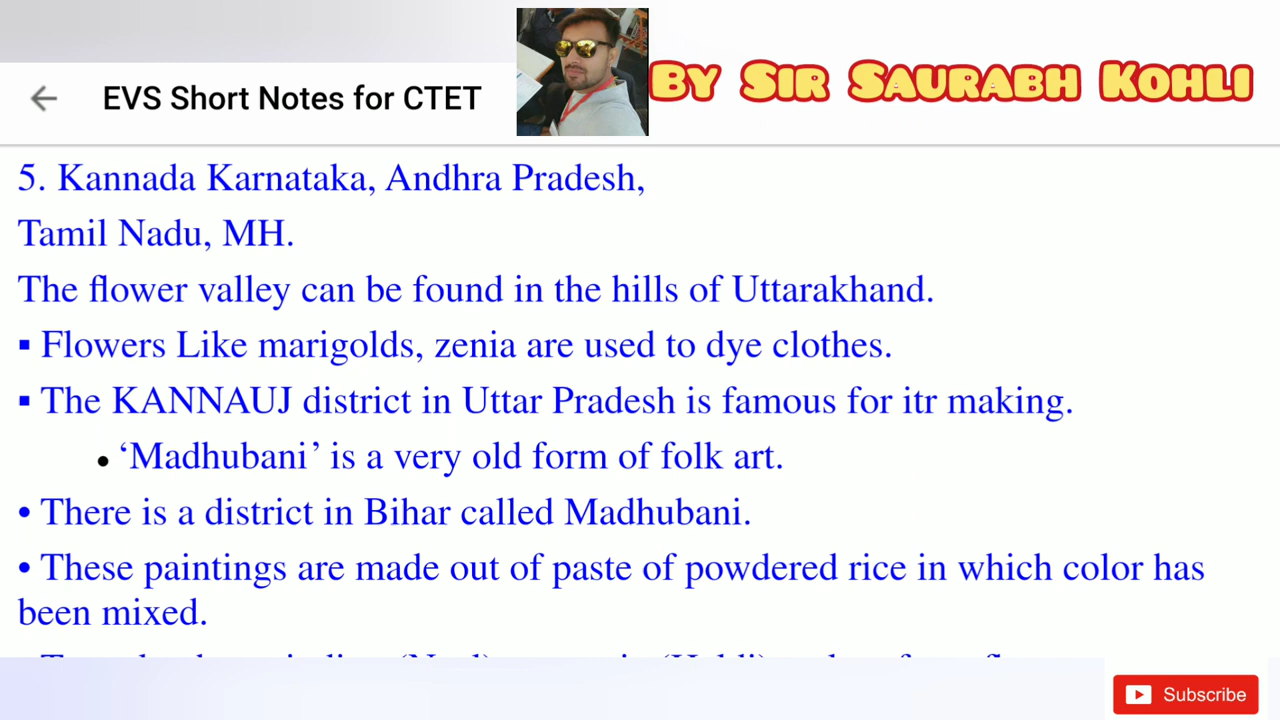 By Sir Saurabh Kohli
EVS Short Notes for CTET
5. Kannada Karnataka, Andhra Pradesh,
Tamil Nadu, MH.
The flower valley can be found in the hills of Uttarakhand.
▪ Flowers Like marigolds, zenia are used to dye clothes.
▪ The KANNAUJ district in Uttar Pradesh is famous for itr making.
• ‘Madhubani’ is a very old form of folk art.
• There is a district in Bihar called Madhubani.
• These paintings are made out of paste of powdered rice in which color has
been mixed.
Subscribe